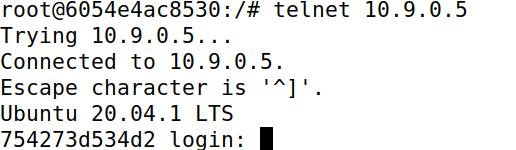 root@6054e4ac8530:/# telnet 10.9.0.5
Trying 10.9.0.5...
Connected to 10.9.0.5.
Escape character is '^]'.
Ubuntu 20.04.1 LTS
754273d534d2 login: